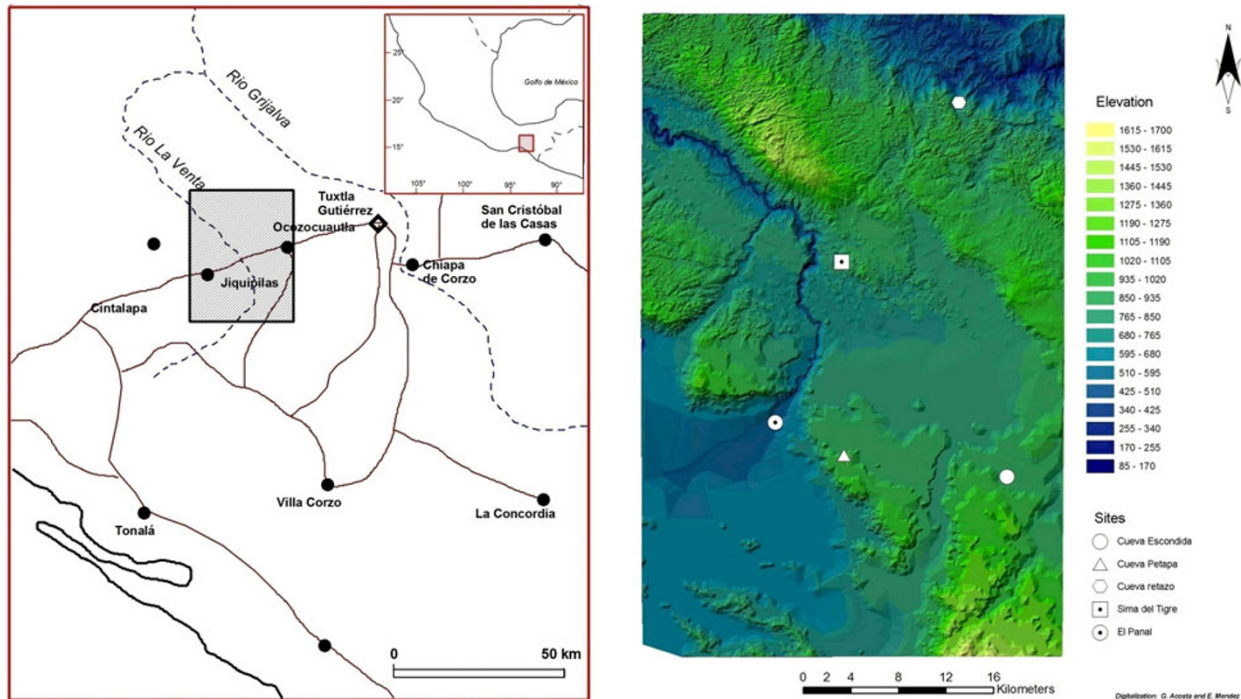 Rio Grijalva
Rio La Venta
25°
20°
15°
Golfo de México
105°
100°
95°
90°
Tuxtla
Gutiérrez
San Cristóbal
de las Casas
Ocozocuautla
Chiapa
de Corzo
Jiquipilas
Cintalapa
Villa Corzo
La Concordia
Tonalá
0
50 km
N
S
Elevation
1615 - 1700
1530 - 1615
1445 - 1530
1360 - 1445
1275 - 1360
1190 - 1275
1105 - 1190
1020 - 1105
935 - 1020
850 - 935
765 - 850
680 - 765
595 - 680
510 - 595
425 - 510
340 - 425
255 - 340
170 - 255
85 - 170
Sites
Cueva Escondida
Cueva Petapa
Cueva retazo
Sima del Tigre
El Panal
0 2 4 8 12 16
Kilometers
Digitalization: G. Acosta and E. Mendez